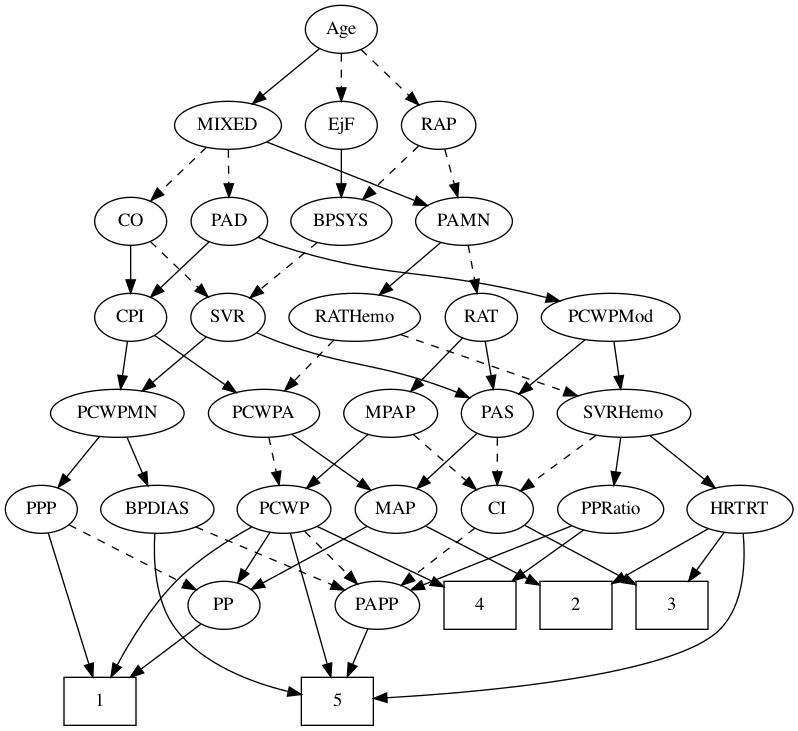 Age
MIXED
EjF
RAP
CO
PAD
BPSYS
PAMN
CPI
SVR
RATHemo
RAT
PCWPMod
PCWPMN
PCWPA
MPAP
PAS
SVRHemo
PPP
BPDIAS
PCWP
MAP
CI
PPRatio
HRTRT
PP
PAPP
4
2
3
1
5